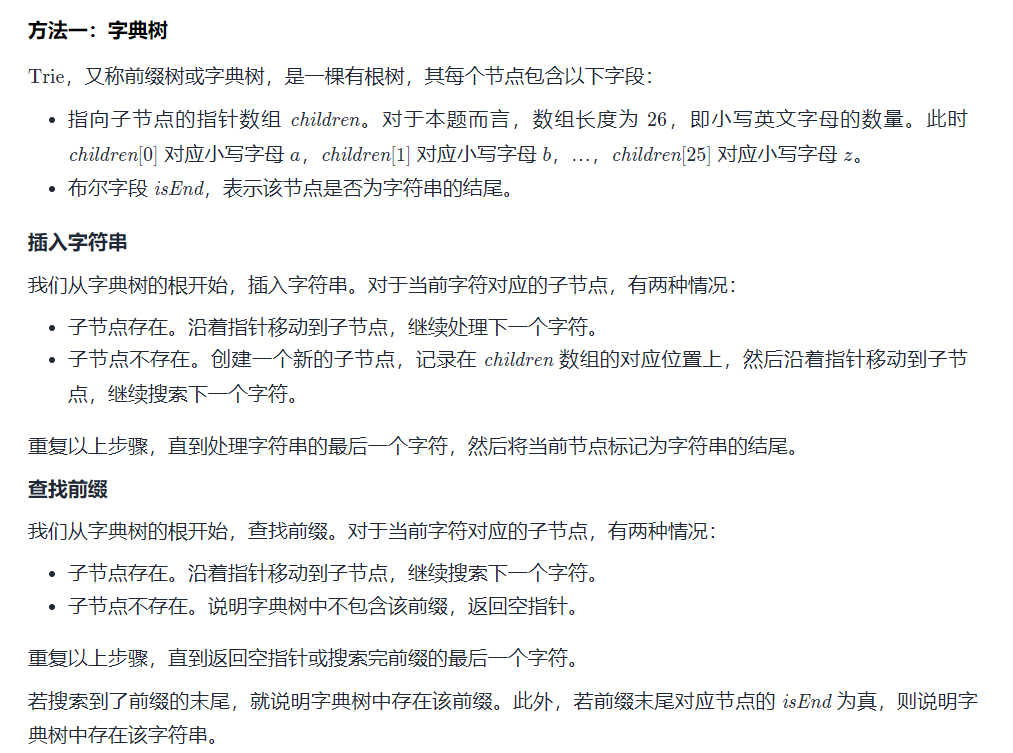 方法一：字典树
Trie，又称前缀树或字典树，是一棵有根树，其每个节点包含以下字段：
• 指向子节点的指针数组 children。对于本题而言，数组长度为 26，即小写英文字母的数量。此时
children[0] 对应小写字母 a，children[1] 对应小写字母 b，…，children[25] 对应小写字母 z。
• 布尔字段 isEnd，表示该节点是否为字符串的结尾。
插入字符串
我们从字典树的根开始，插入字符串。对于当前字符对应的子节点，有两种情况：
• 子节点存在。沿着指针移动到子节点，继续处理下一个字符。
• 子节点不存在。创建一个新的子节点，记录在 children 数组的对应位置上，然后沿着指针移动到子节
点，继续搜索下一个字符。
重复以上步骤，直到处理字符串的最后一个字符，然后将当前节点标记为字符串的结尾。
查找前缀
我们从字典树的根开始，查找前缀。对于当前字符对应的子节点，有两种情况：
• 子节点存在。沿着指针移动到子节点，继续搜索下一个字符。
• 子节点不存在。说明字典树中不包含该前缀，返回空指针。
重复以上步骤，直到返回空指针或搜索完前缀的最后一个字符。
若搜索到了前缀的末尾，就说明字典树中存在该前缀。此外，若前缀末尾对应节点的 isEnd 为真，则说明字
典树中存在该字符串。